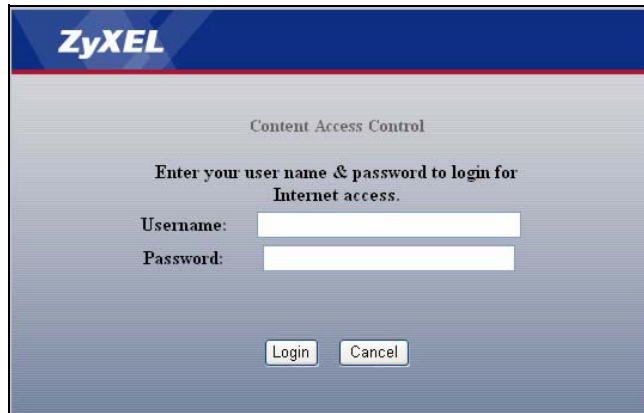 ZyXEL
Content Access Control
Enter your user name & password to login for
Internet access.
Username:
Password:
Login
Cancel